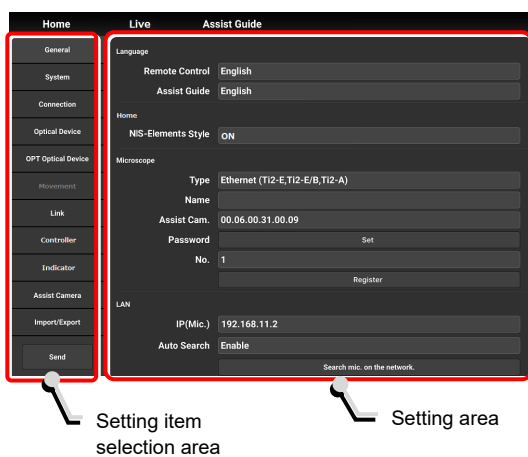 Home Live Assist Guide
General
System
Connection
Optical Device
OPT Optical Device
Movement
Link
Controller
Indicator
Assist Camera
Import/Export
Send
Language
Remote Control English
Assist Guide English
Home
NIS-Elements Style ON
Microscope
Type Ethernet (Ti2-E,Ti2-E/B,Ti2-A)
Name
Assist Cam. 00.06.00.31.00.09
Password Set
No. 1
Register
LAN
IP(Mic.) 192.168.11.2
Auto Search Enable
Search mic. on the network.
Setting item
selection area
Setting area